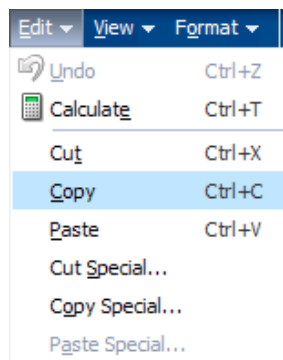 Edit View Format
Undo Ctrl+Z
Calculate Ctrl+T
Cut Ctrl+X
Copy Ctrl+C
Paste Ctrl+V
Cut Special...
Copy Special...
Paste Special...